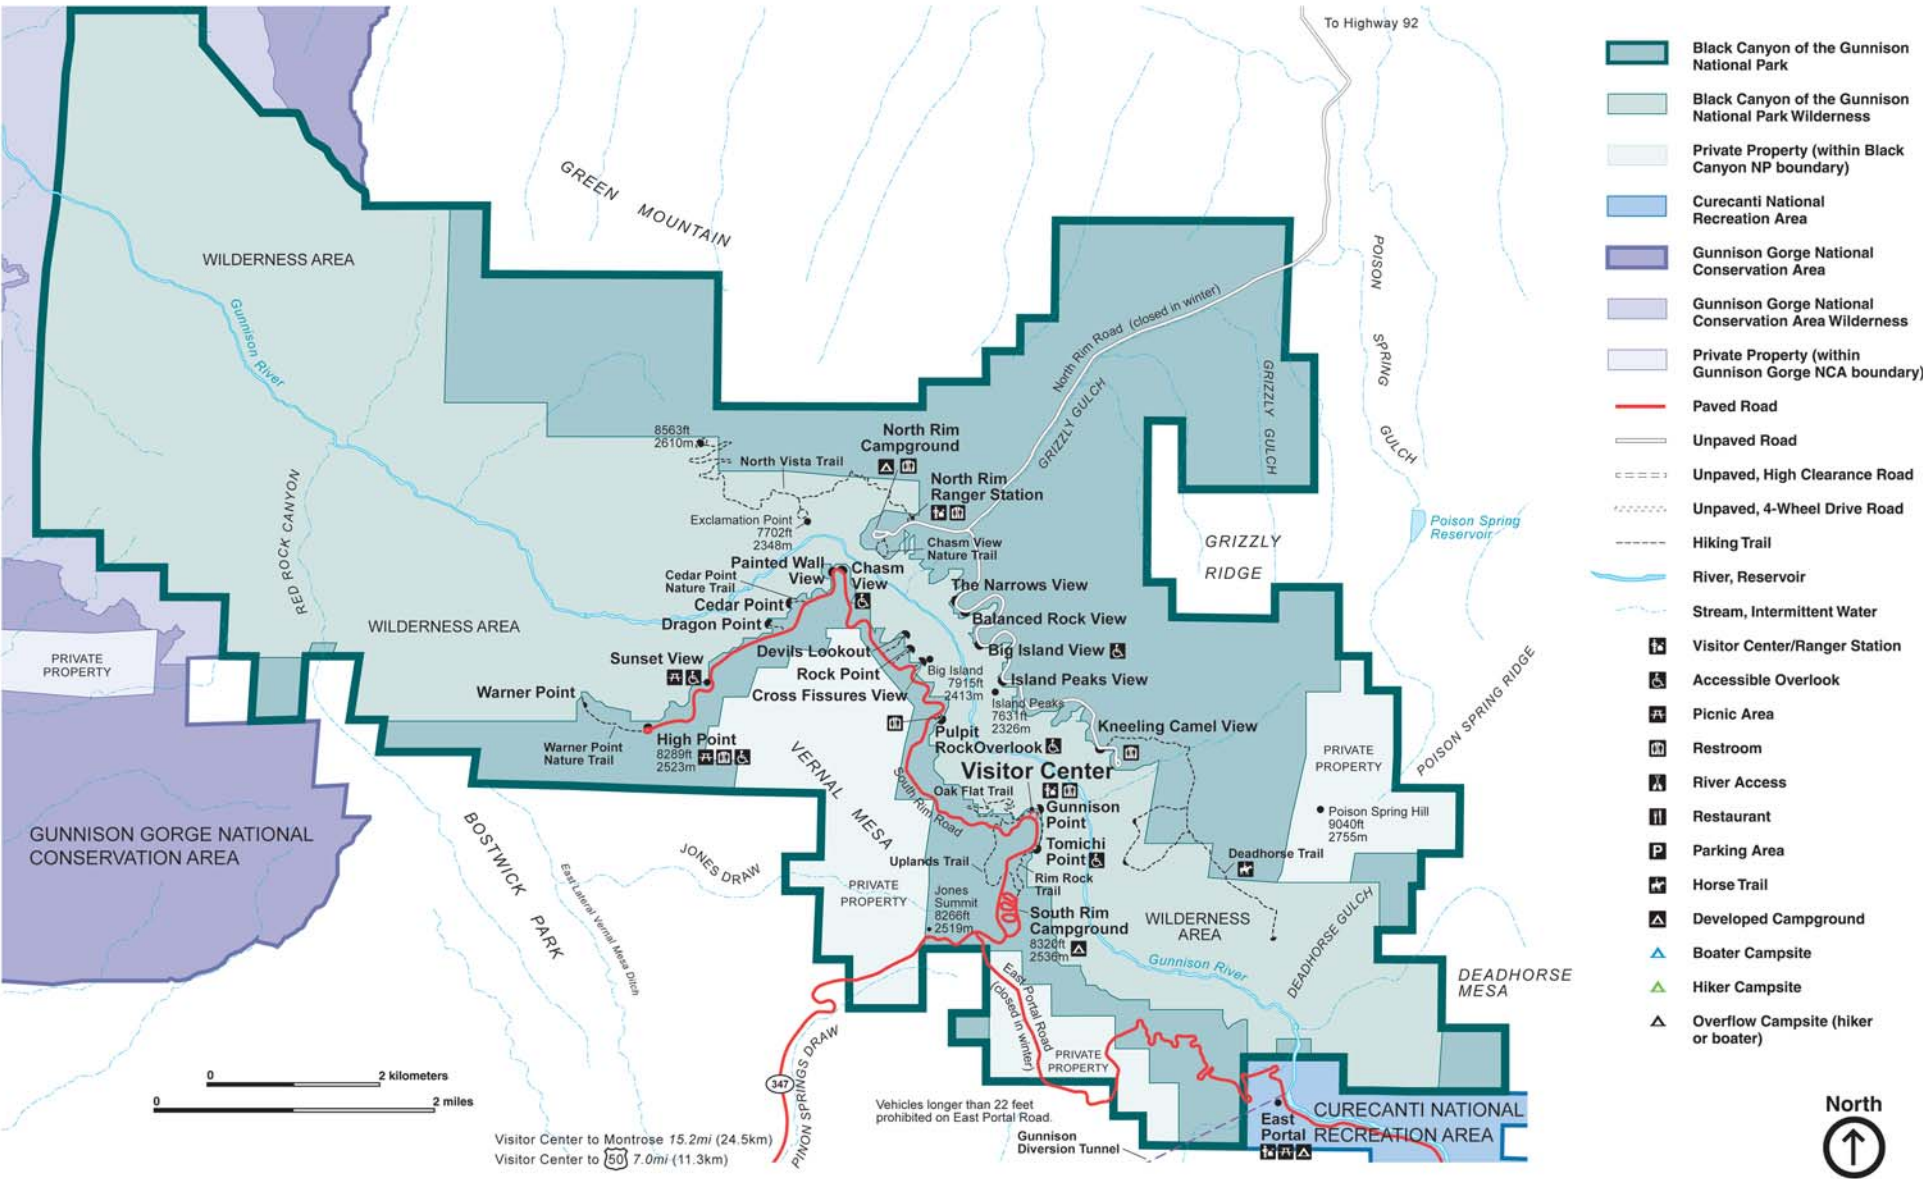 To Highway 92
GREEN MOUNTAIN
WILDERNESS AREA
Gunnison River
POISON SPRING GULCH
North Rim Road (closed in winter)
GRIZZLY GULCH
GRIZZLY GULCH
8563ft
2610m
North Vista Trail
North Rim
Campground
North Rim
Ranger Station
Exclamation Point
7702ft
2348m
Chasm View
Nature Trail
RED ROCK CANYON
GRIZZLY
RIDGE
Poison Spring
Reservoir
Painted Wall
View
Chasm
View
Cedar Point
Nature Trail
Cedar Point
Dragon Point
The Narrows View
Balanced Rock View
WILDERNESS AREA
Devils Lookout
Big Island View
Sunset View
Rock Point
Big Island
7915ft
2413m
Island Peaks View
Cross Fissures View
Island Peaks
7631ft
2326m
PRIVATE
PROPERTY
Warner Point
Warner Point
Nature Trail
High Point
8289ft
2523m
Pulpit
RockOverlook
Kneeling Camel View
POISON SPRING RIDGE
PRIVATE
PROPERTY
VERNAL MESA
South Rim Road
Visitor Center
Oak Flat Trail
Gunnison
Point
Poison Spring Hill
9040ft
2755m
GUNNISON GORGE NATIONAL
CONSERVATION AREA
BOSTWICK PARK
JONES DRAW
East Lateral Vernal Mesa Ditch
Tomichi
Point
Uplands Trail
Rim Rock
Trail
Deadhorse Trail
PRIVATE
PROPERTY
Jones
Summit
8266ft
2519m
South Rim
Campground
8320ft
2536m
WILDERNESS
AREA
DEADHORSE GULCH
Gunnison River
DEADHORSE
MESA
East Portal Road
(closed in winter)
PRIVATE
PROPERTY
PINON SPRINGS DRAW
347
0 2 kilometers
0 2 miles
Visitor Center to Montrose 15.2mi (24.5km)
Visitor Center to 50 7.0mi (11.3km)
Vehicles longer than 22 feet
prohibited on East Portal Road.
Gunnison
Diversion Tunnel
East
Portal
CURECANTI NATIONAL
RECREATION AREA
Black Canyon of the Gunnison
National Park
Black Canyon of the Gunnison
National Park Wilderness
Private Property (within Black
Canyon NP boundary)
Curecanti National
Recreation Area
Gunnison Gorge National
Conservation Area
Gunnison Gorge National
Conservation Area Wilderness
Private Property (within
Gunnison Gorge NCA boundary)
Paved Road
Unpaved Road
Unpaved, High Clearance Road
Unpaved, 4-Wheel Drive Road
Hiking Trail
River, Reservoir
Stream, Intermittent Water
Visitor Center/Ranger Station
Accessible Overlook
Picnic Area
Restroom
River Access
Restaurant
P Parking Area
Horse Trail
Developed Campground
Boater Campsite
Hiker Campsite
Overflow Campsite (hiker
or boater)
North